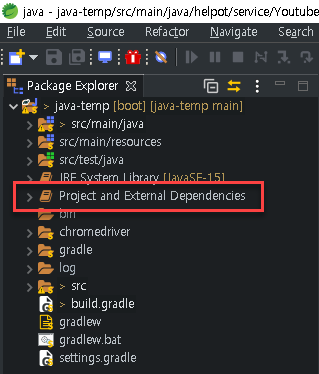 java - java-temp/src/main/java/helpot/service/Youtube
File Edit Source Refactor Navigate Search
Package Explorer
> java-temp [boot] [java-temp main]
> src/main/java
src/main/resources
src/test/java
JRE System Library [JavaSE-15]
Project and External Dependencies
bin
chromedriver
gradle
log
> src
> build.gradle
gradlew
gradlew.bat
settings.gradle